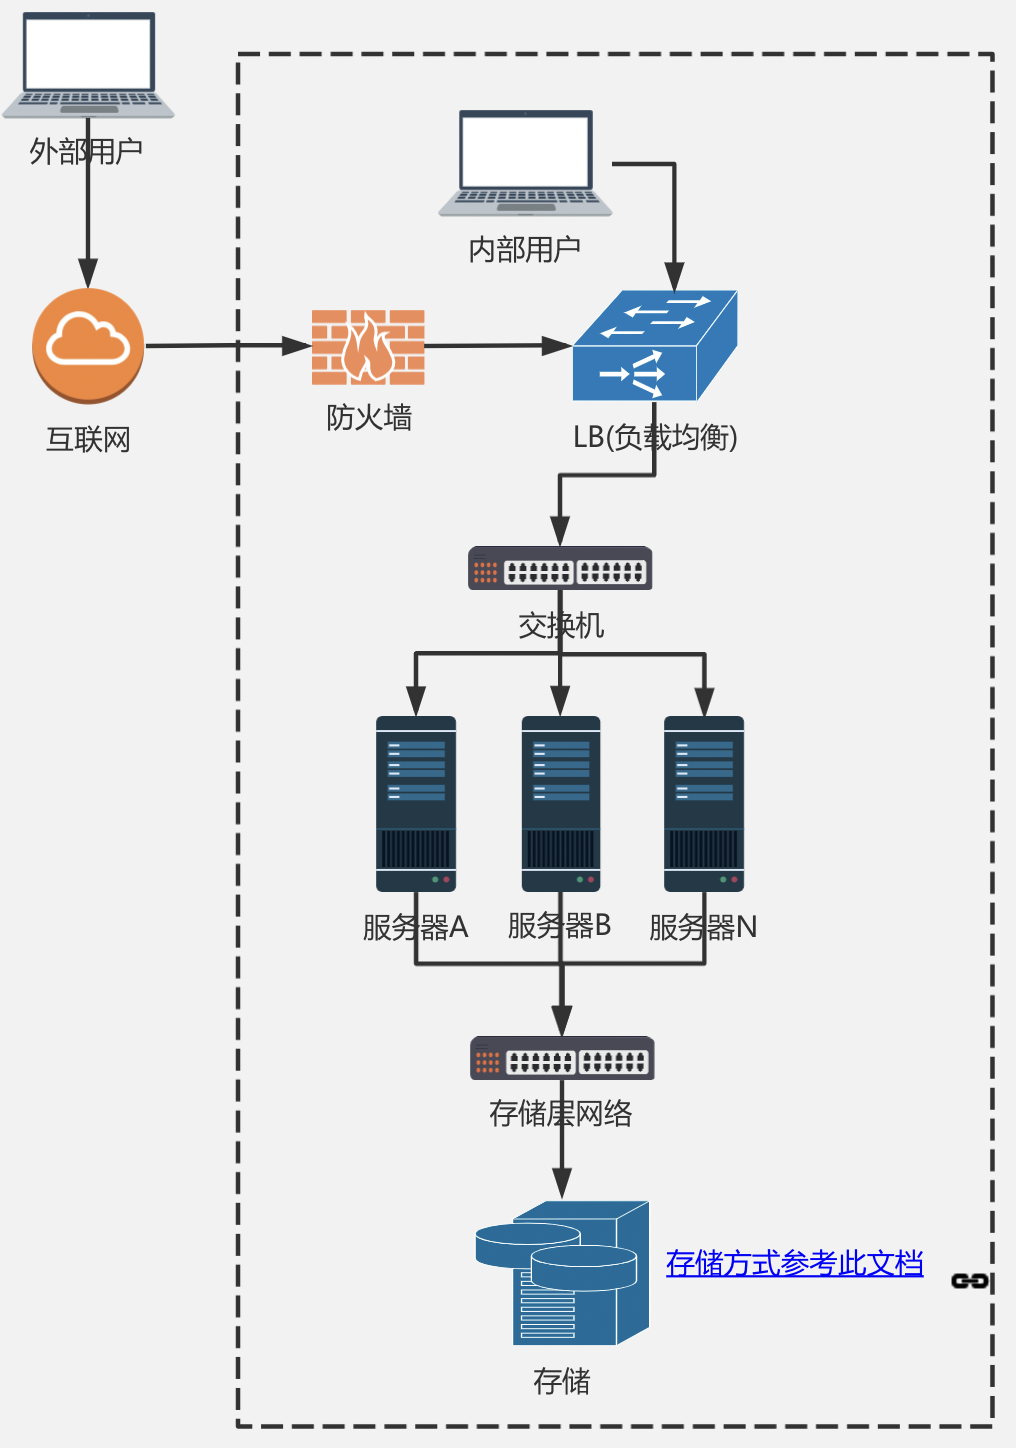 外部用户
内部用户
互联网
防火墙
LB(负载均衡)
交换机
服务器A
服务器B
服务器N
存储层网络
存储方式参考此文档
存储